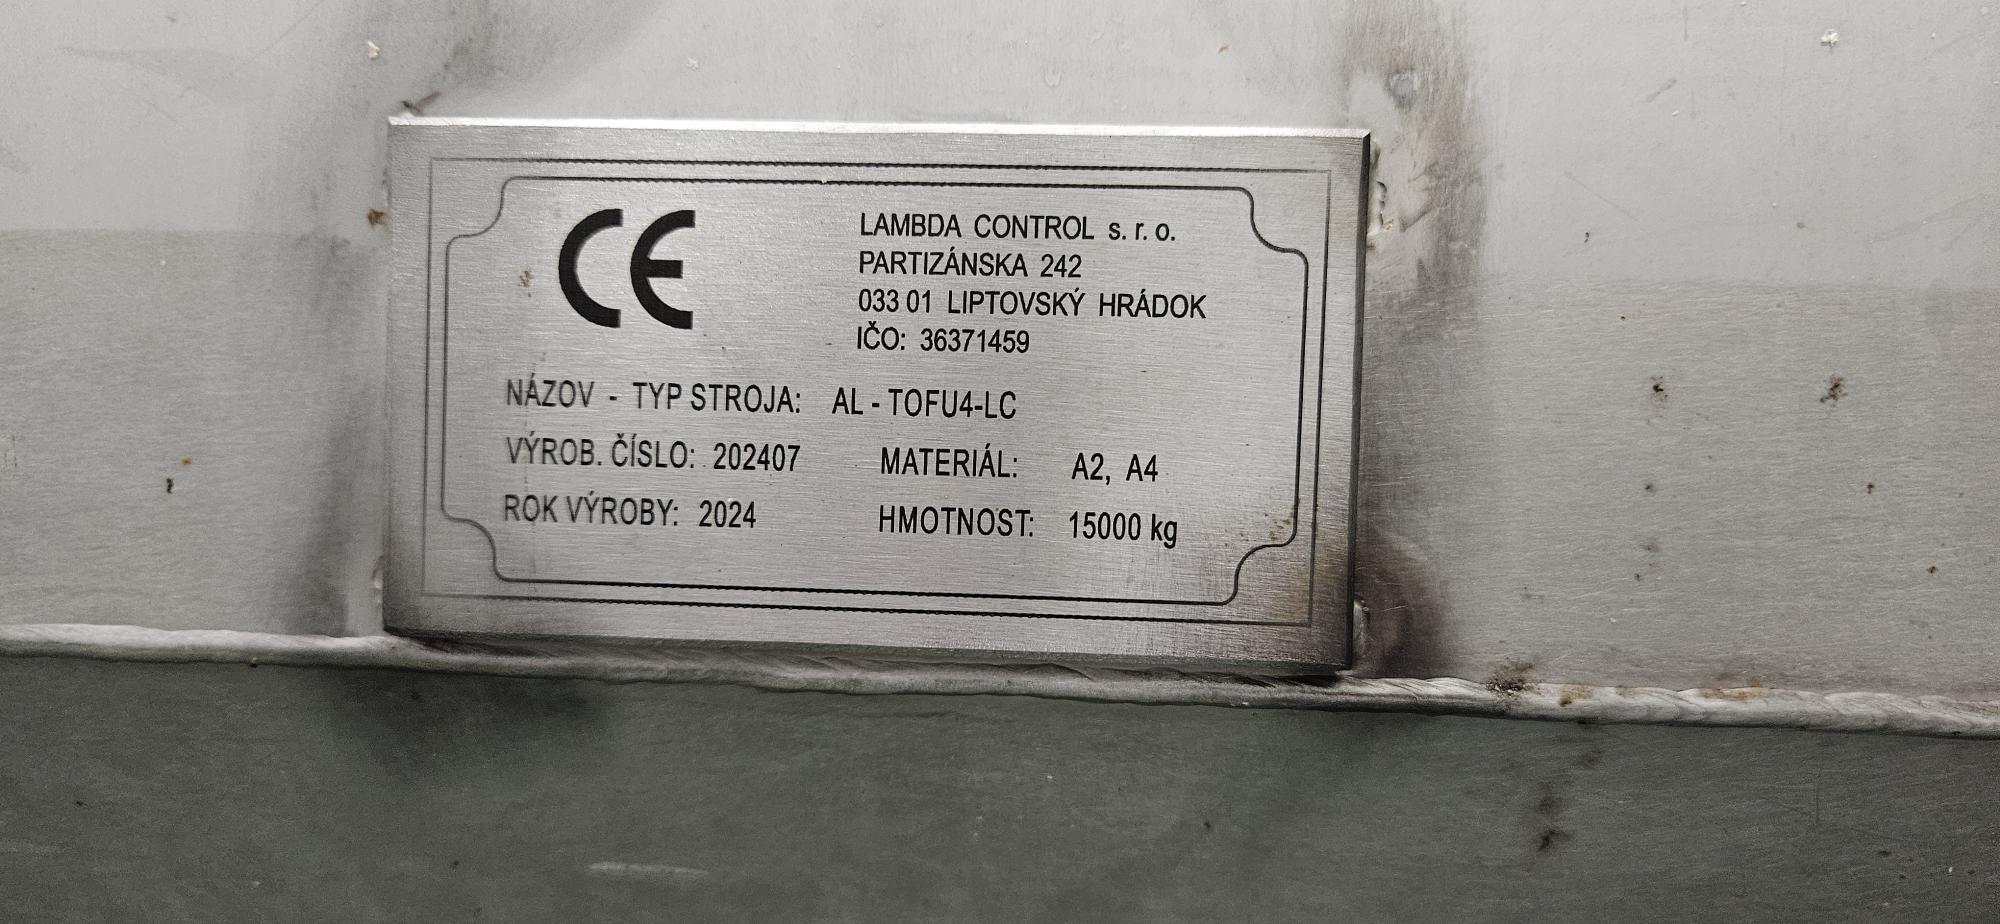 CE
LAMBDA CONTROL s. r. o.
PARTIZÁNSKA 242
033 01 LIPTOVSKÝ HRÁDOK
IČO: 36371459
NÁZOV - TYP STROJA: AL - TOFU4-LC
VÝROB. ČÍSLO: 202407 MATERIÁL: A2, A4
ROK VÝROBY: 2024 HMOTNOST: 15000 kg